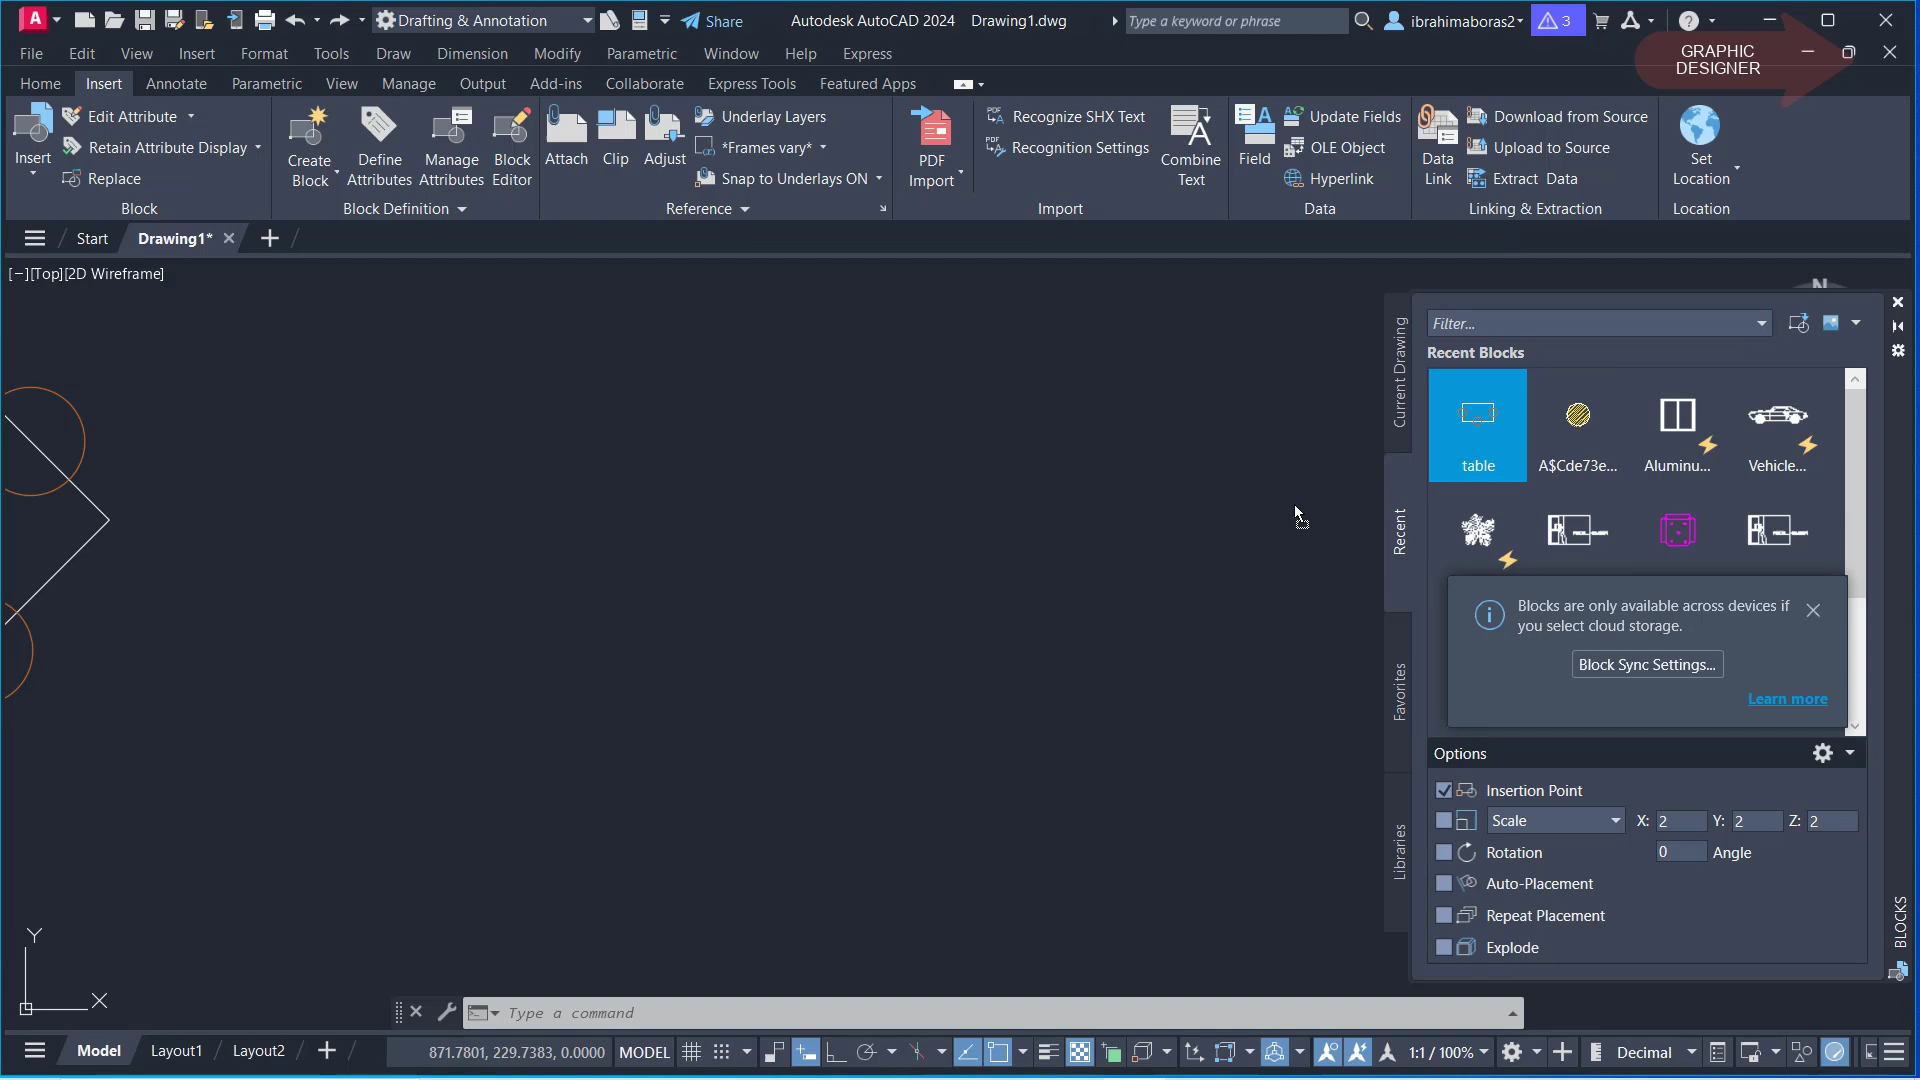 Drafting & Annotation
Share
Autodesk AutoCAD 2024 Drawing1.dwg
Type a keyword or phrase
ibrahimaboras2
3
GRAPHIC
DESIGNER
File Edit View Insert Format Tools Draw Dimension Modify Parametric Window Help Express
Home Insert Annotate Parametric View Manage Output Add-ins Collaborate Express Tools Featured Apps
Insert
Edit Attribute
Retain Attribute Display
Replace
Block
Create
Block
Define
Attributes
Manage
Attributes
Block
Editor
Block Definition
Attach
Clip
Adjust
Underlay Layers
*Frames vary*
Snap to Underlays ON
Reference
PDF
Import
PDF
Recognize SHX Text
PDF
Recognition Settings
Combine
Text
Import
Field
Update Fields
OLE Object
Hyperlink
Data
Data
Link
Download from Source
Upload to Source
Extract Data
Linking & Extraction
Set
Location
Location
Start
Drawing1*
[−][Top][2D Wireframe]
N
Current Drawing
Recent
Favorites
Libraries
Filter...
Recent Blocks
table
A$Cde73e...
Aluminu...
Vehicle...
Blocks are only available across devices if
you select cloud storage.
Block Sync Settings...
Learn more
Options
Insertion Point
Scale X: 2 Y: 2 Z: 2
Rotation 0 Angle
Auto-Placement
Repeat Placement
Explode
BLOCKS
Y
X
Type a command
Model Layout1 Layout2
871.7801, 229.7383, 0.0000 MODEL
1:1 / 100%
Decimal